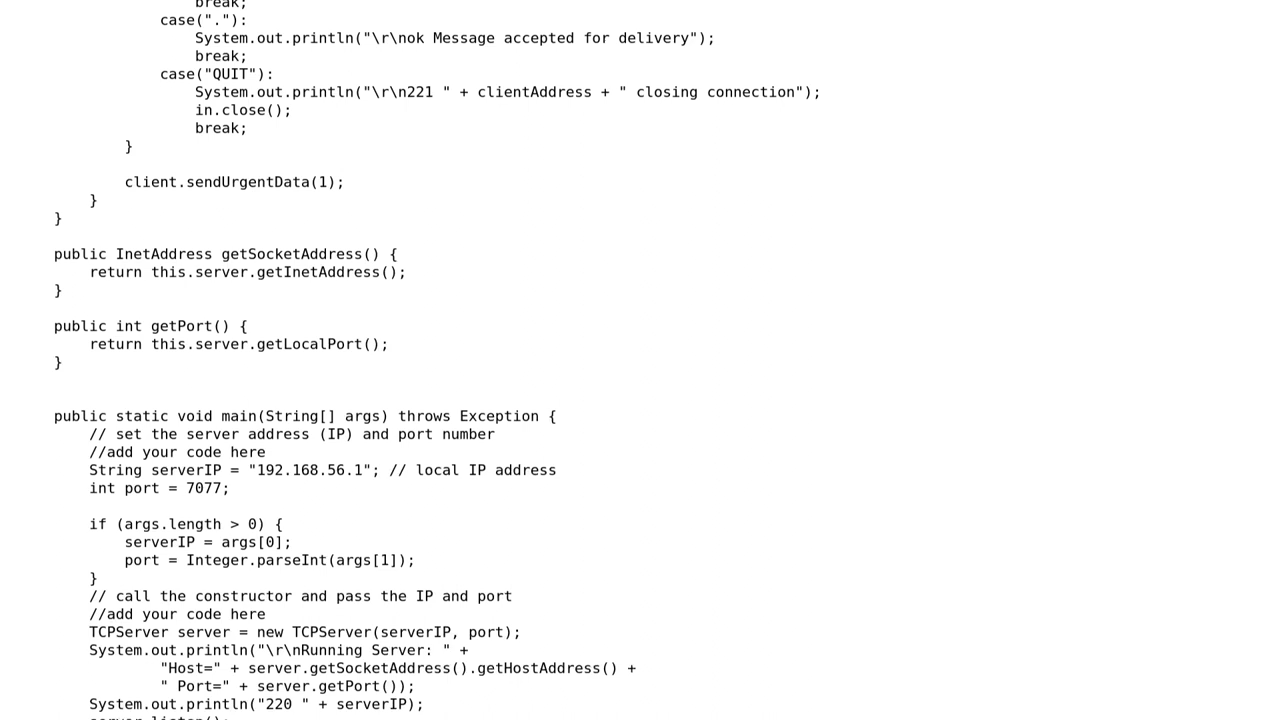 break;
case("."):
System.out.println("\r\nok Message accepted for delivery");
break;
case("QUIT"):
System.out.println("\r\n221 " + clientAddress + " closing connection");
in.close();
break;
}
client.sendUrgentData(1);
}
}
public InetAddress getSocketAddress() {
return this.server.getInetAddress();
}
public int getPort() {
return this.server.getLocalPort();
}
public static void main(String[] args) throws Exception {
// set the server address (IP) and port number
//add your code here
String serverIP = "192.168.56.1"; // local IP address
int port = 7077;
if (args.length > 0) {
serverIP = args[0];
port = Integer.parseInt(args[1]);
}
// call the constructor and pass the IP and port
//add your code here
TCPServer server = new TCPServer(serverIP, port);
System.out.println("\r\nRunning Server: " +
"Host=" + server.getSocketAddress().getHostAddress() +
" Port=" + server.getPort());
System.out.println("220 " + serverIP);
server.listen();